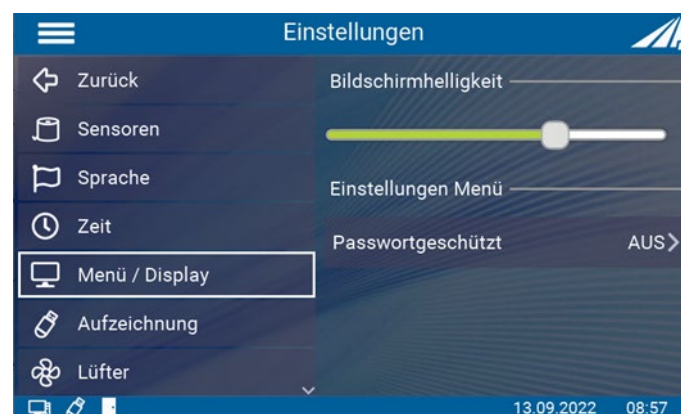 Einstellungen
Zurück
Sensoren
Sprache
Zeit
Menü / Display
Aufzeichnung
Lüfter
Bildschirmhelligkeit
Einstellungen Menü
Passwortgeschützt AUS
13.09.2022 08:57